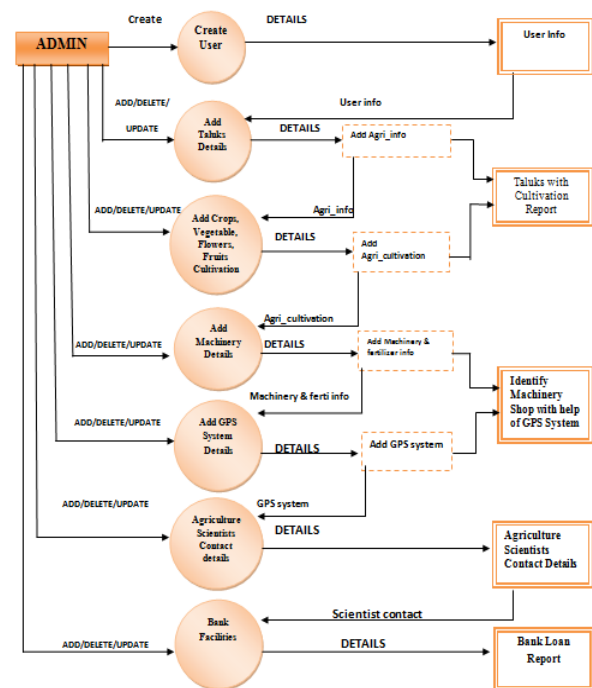 Create
DETAILS
ADMIN
Create
User
User Info
User info
ADD/DELETE/
UPDATE
Add
Taluks
Details
DETAILS
Add Agri_info
Taluks with
Cultivation
Report
Agri_info
ADD/DELETE/UPDATE
Add Crops,
Vegetable,
Flowers,
Fruits
Cultivation
DETAILS
Add
Agri_cultivation
Agri_cultivation
ADD/DELETE/UPDATE
Add
Machinery
Details
DETAILS
Add Machinery &
fertilizer info
Identify
Machinery
Shop with help
of GPS System
Machinery & ferti info
ADD/DELETE/UPDATE
Add GPS
System
Details
DETAILS
Add GPS system
GPS system
ADD/DELETE/UPDATE
Agriculture
Scientists
Contact
details
DETAILS
Agriculture
Scientists
Contact Details
Scientist contact
ADD/DELETE/UPDATE
Bank
Facilities
DETAILS
Bank Loan
Report